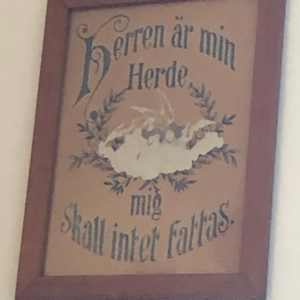 Herren är min
Herde
mig
skall intet fattas.